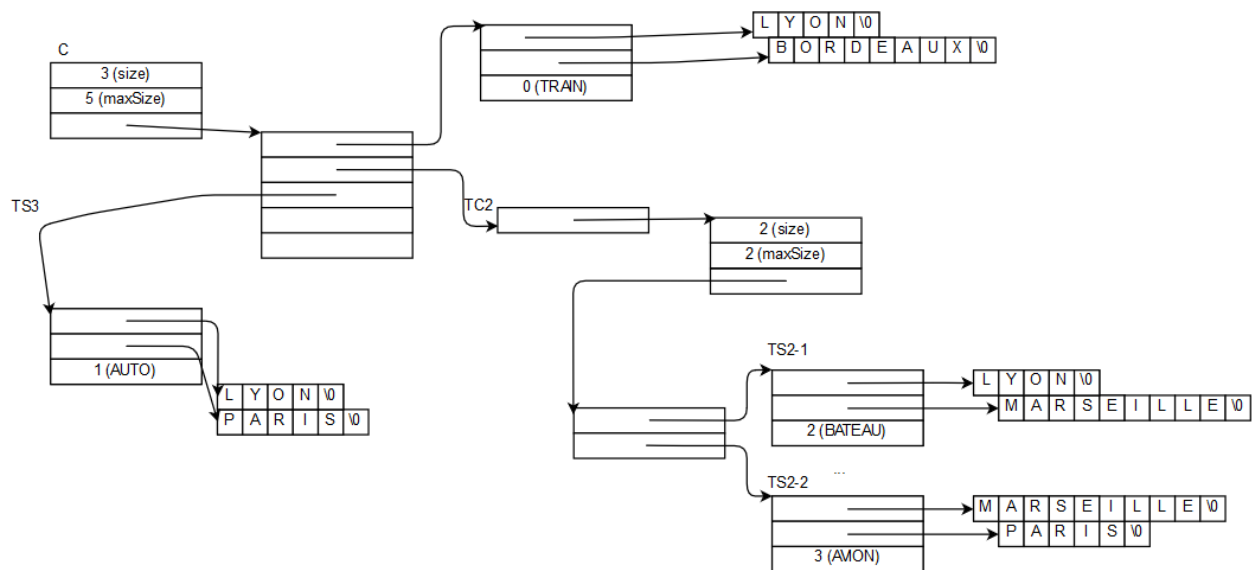 L Y O N \0
B O R D E A U X \0
0 (TRAIN)
C
3 (size)
5 (maxSize)
TS3
TC2
2 (size)
2 (maxSize)
1 (AUTO)
L Y O N \0
P A R I S \0
TS2-1
L Y O N \0
M A R S E I L L E \0
2 (BATEAU)
...
TS2-2
M A R S E I L L E \0
P A R I S \0
3 (AVION)